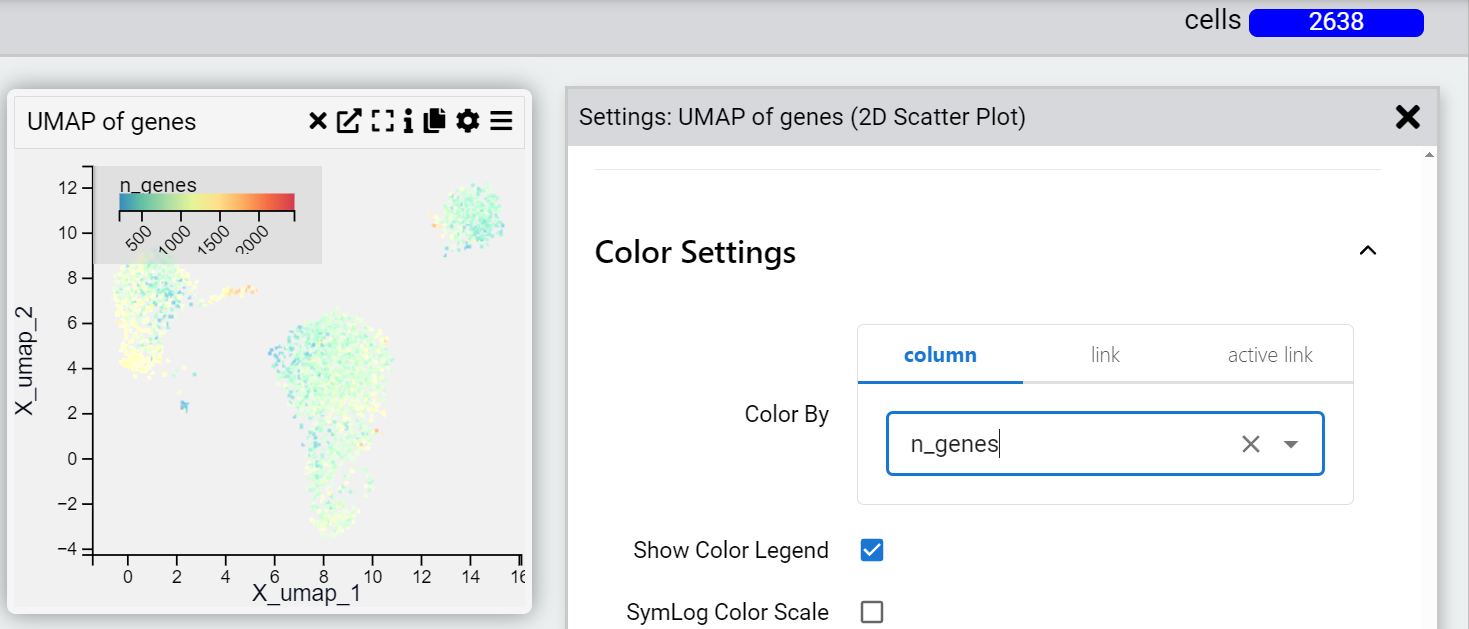 cells 2638
UMAP of genes
Settings: UMAP of genes (2D Scatter Plot)
n_genes
500 1000 1500 2000
12
10
8
6
4
2
0
−2
−4
X_umap_2
0 2 4 6 8 10 12 14 16
X_umap_1
Color Settings
column link active link
Color By
n_genes
Show Color Legend
SymLog Color Scale